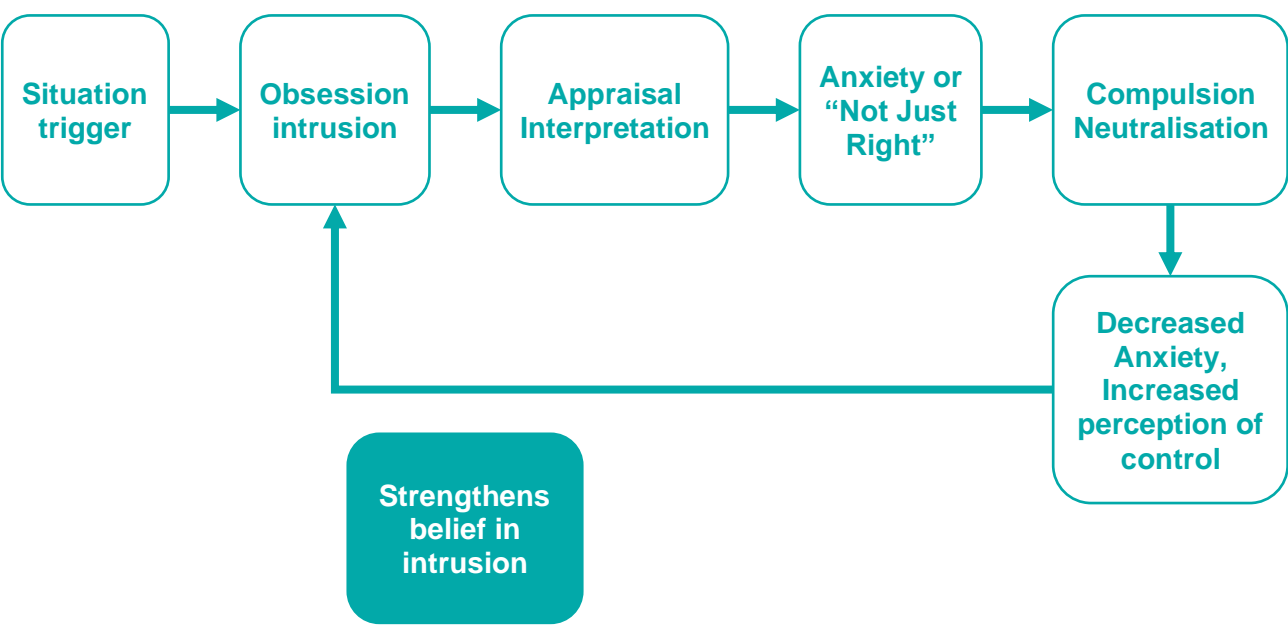 Situation
trigger
Obsession
intrusion
Appraisal
Interpretation
Anxiety or
“Not Just
Right”
Compulsion
Neutralisation
Decreased
Anxiety,
Increased
perception of
control
Strengthens
belief in
intrusion